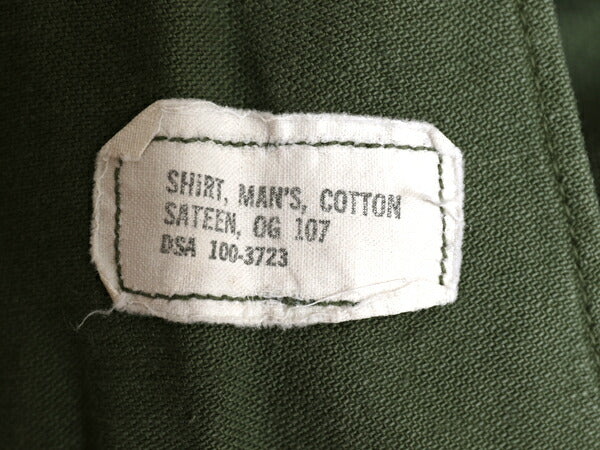 SHIRT, MAN'S, COTTON
SATEEN, OG 107
DSA 100-3723